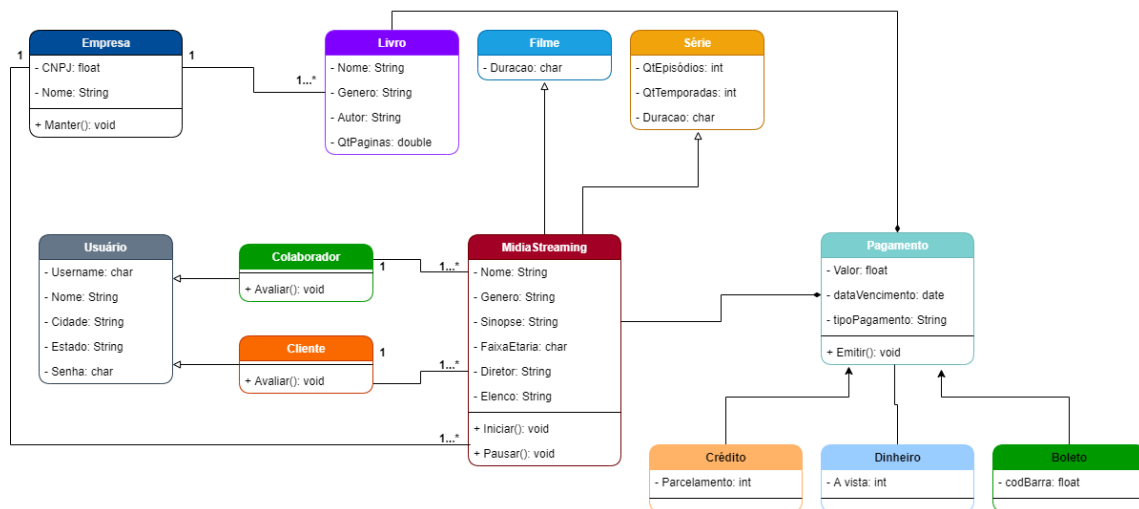 Empresa
- CNPJ: float
- Nome: String
+ Manter(): void
1
1
1...*
Livro
- Nome: String
- Genero: String
- Autor: String
- QtPaginas: double
Filme
- Duracao: char
Série
- QtEpisódios: int
- QtTemporadas: int
- Duracao: char
Usuário
- Username: char
- Nome: String
- Cidade: String
- Estado: String
- Senha: char
Colaborador
+ Avaliar(): void
1
1...*
Cliente
+ Avaliar(): void
1
1...*
1...*
MidiaStreaming
- Nome: String
- Genero: String
- Sinopse: String
- FaixaEtaria: char
- Diretor: String
- Elenco: String
+ Iniciar(): void
+ Pausar(): void
Pagamento
- Valor: float
- dataVencimento: date
- tipoPagamento: String
+ Emitir(): void
Crédito
- Parcelamento: int
Dinheiro
- A vista: int
Boleto
- codBarra: float